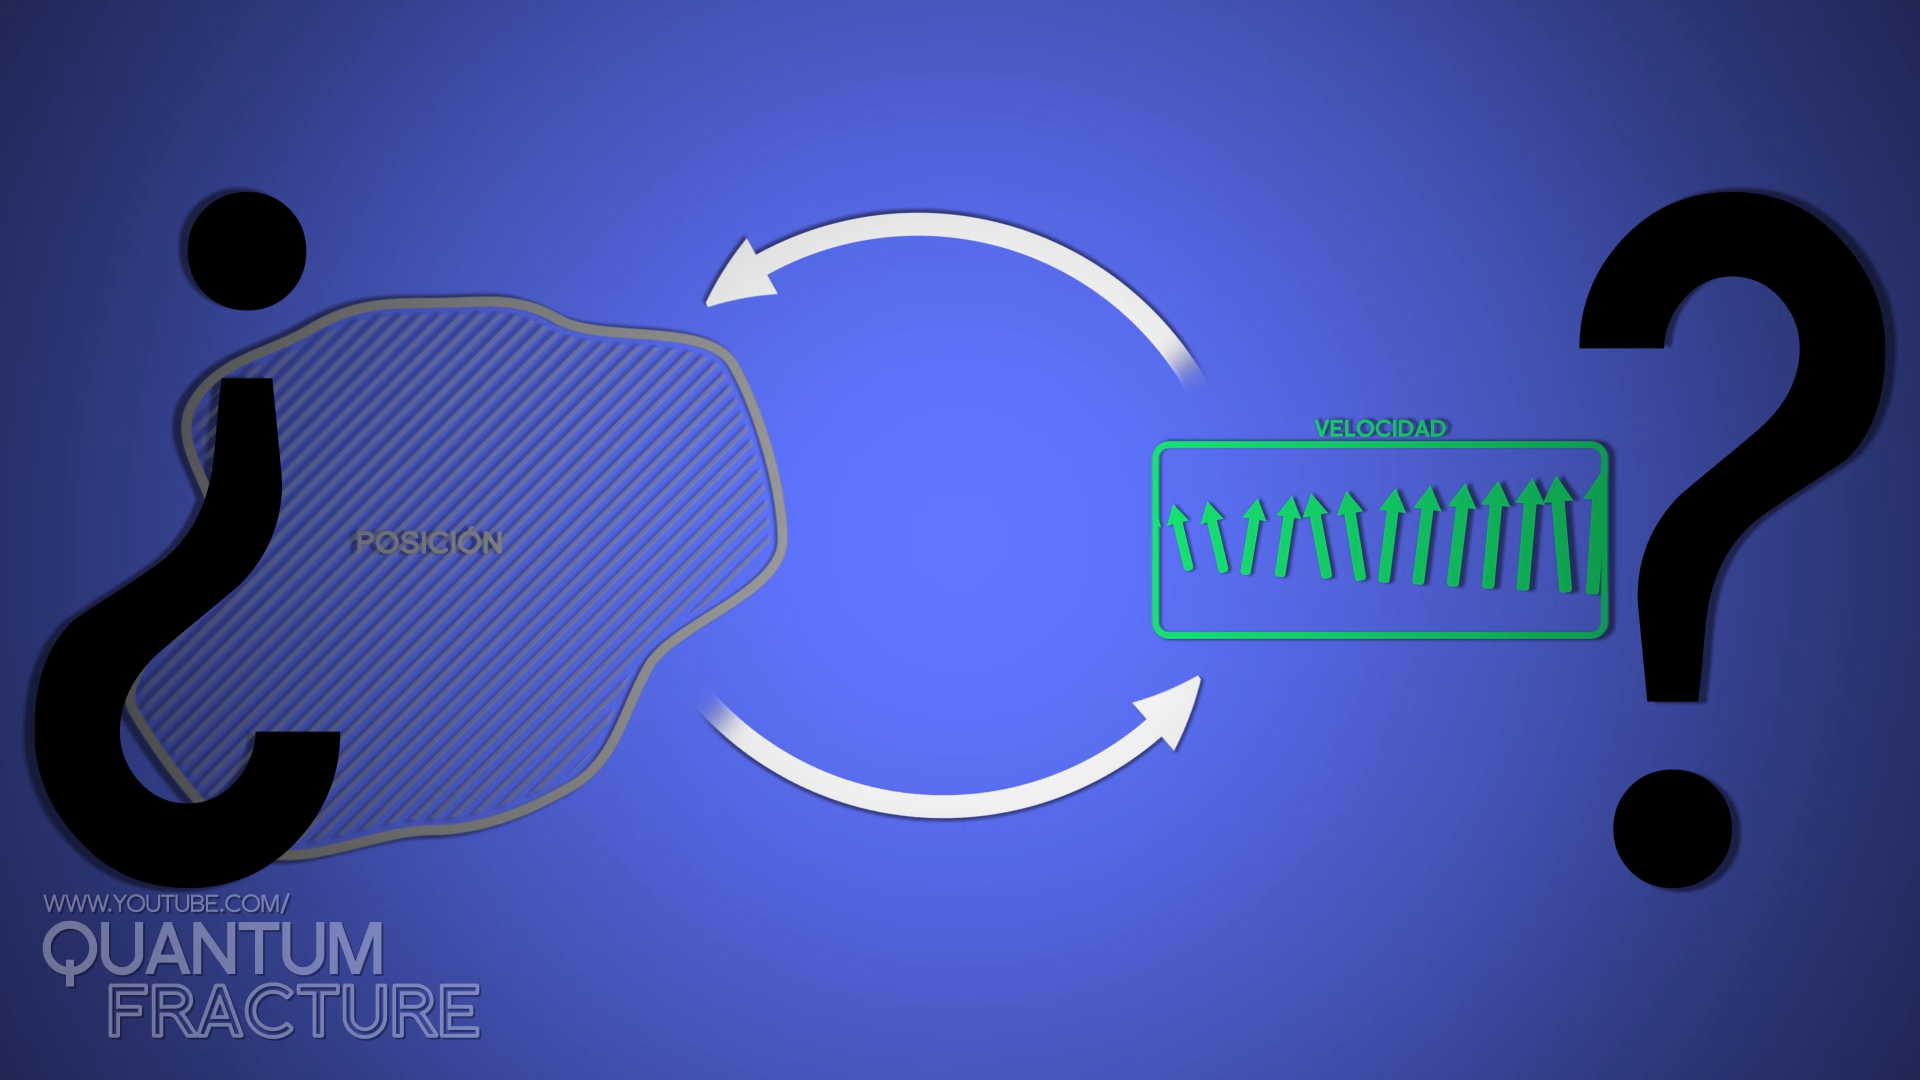 ¿ ?
POSICIÓN
VELOCIDAD
WWW.YOUTUBE.COM/
QUANTUM
FRACTURE